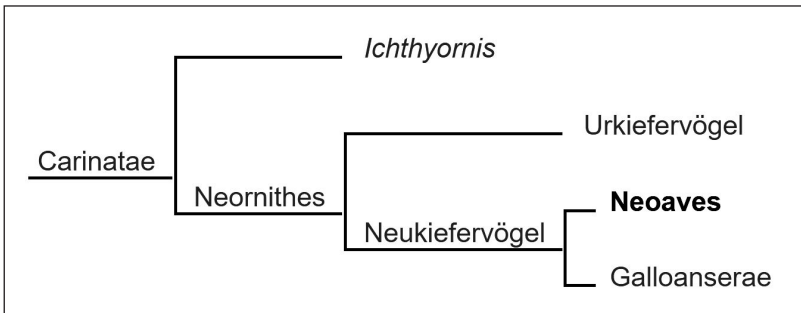 Ichthyornis
Urkiefervögel
Carinatae
Neornithes
Neoaves
Neukiefervögel
Galloanserae